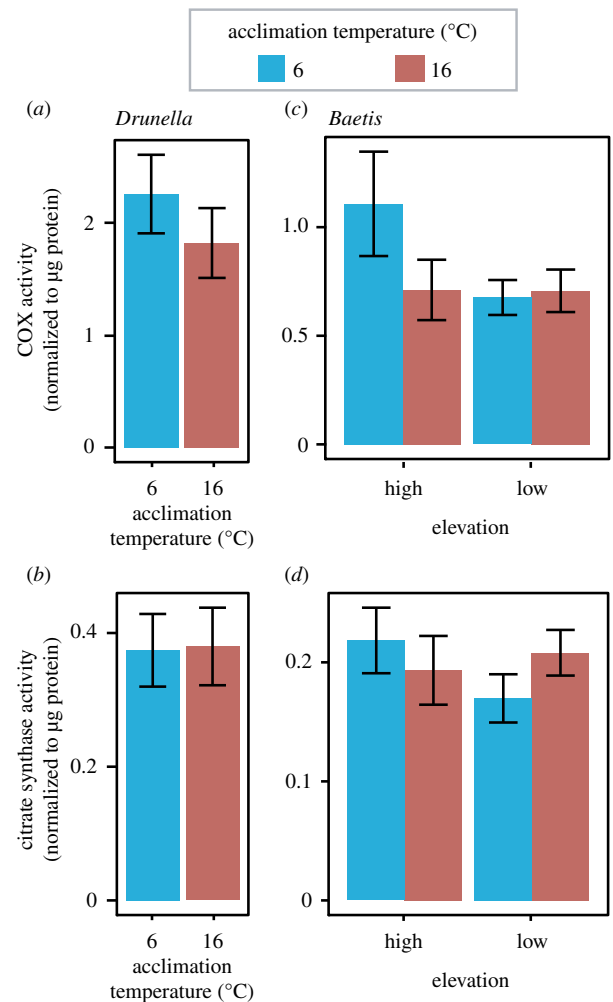 acclimation temperature (°C)
6 16
(a) Drunella
COX activity
(normalized to µg protein)
2
1
0
6 16
acclimation
temperature (°C)
(c) Baetis
1.0
0.5
0
high low
elevation
(b)
citrate synthase activity
(normalized to µg protein)
0.4
0.2
0
6 16
acclimation
temperature (°C)
(d)
0.2
0.1
0
high low
elevation